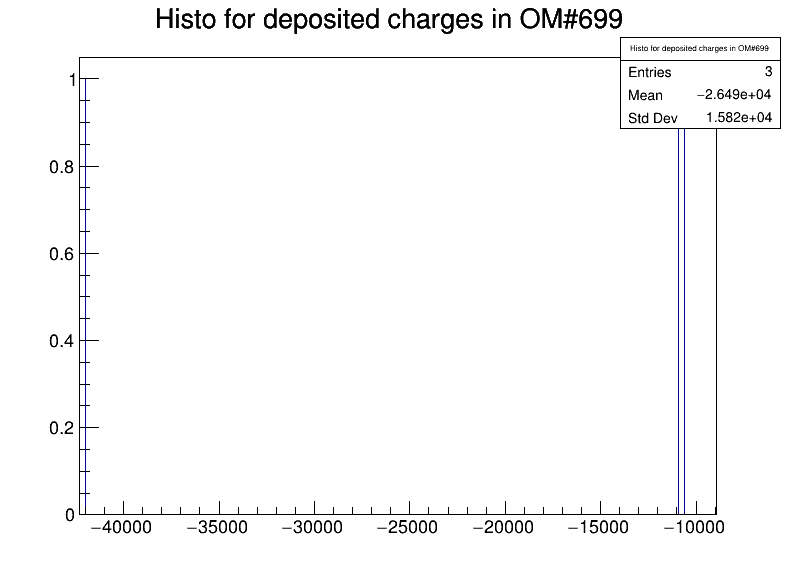 Histo for deposited charges in OM#699
Histo for deposited charges in OM#699
Entries 3
Mean −2.649e+04
Std Dev 1.582e+04
1
0.8
0.6
0.4
0.2
0
−40000 −35000 −30000 −25000 −20000 −15000 −10000